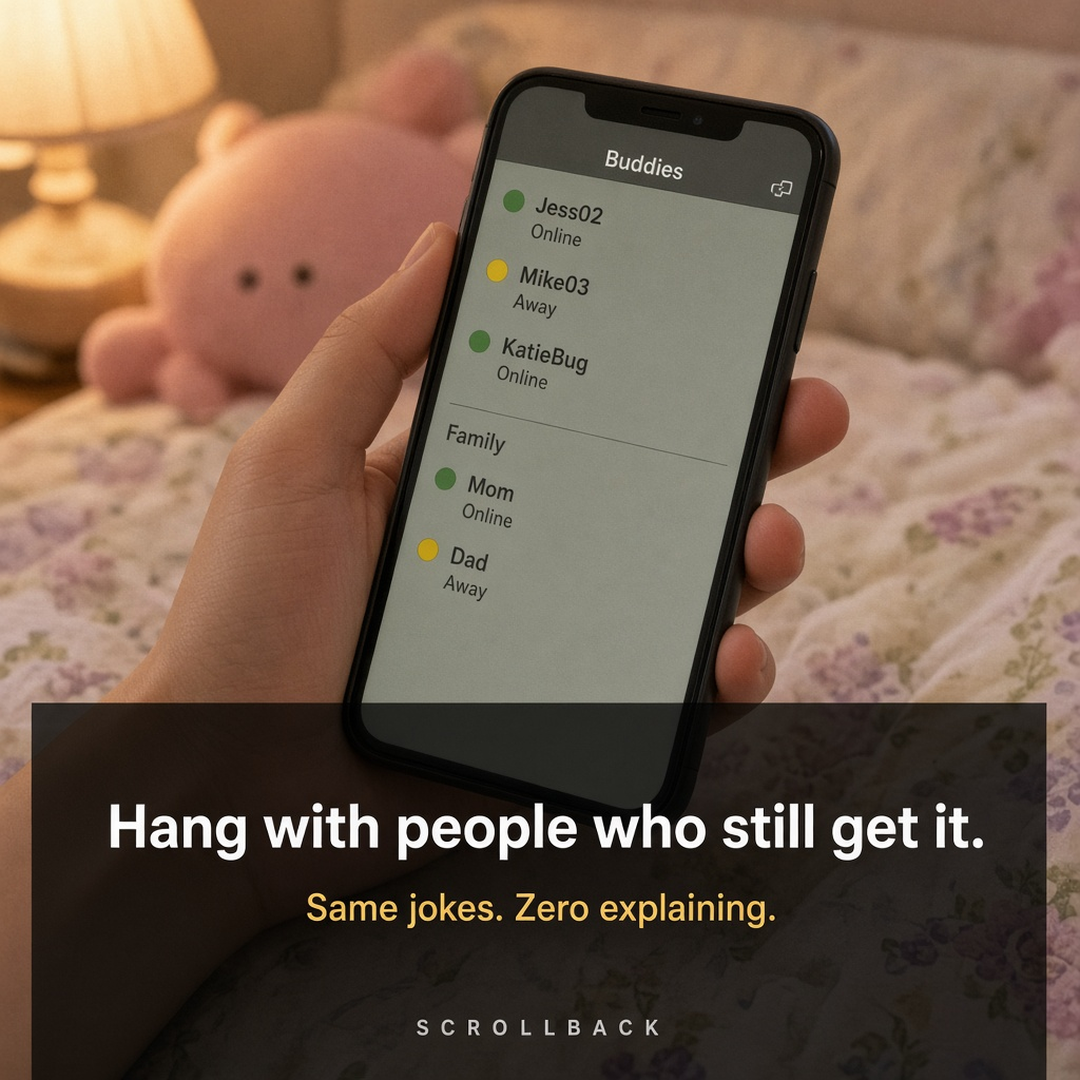 Buddies
Jess02
Online
Mike03
Away
KatieBug
Online
Family
Mom
Online
Dad
Away
Hang with people who still get it.
Same jokes. Zero explaining.
SCROLLBACK